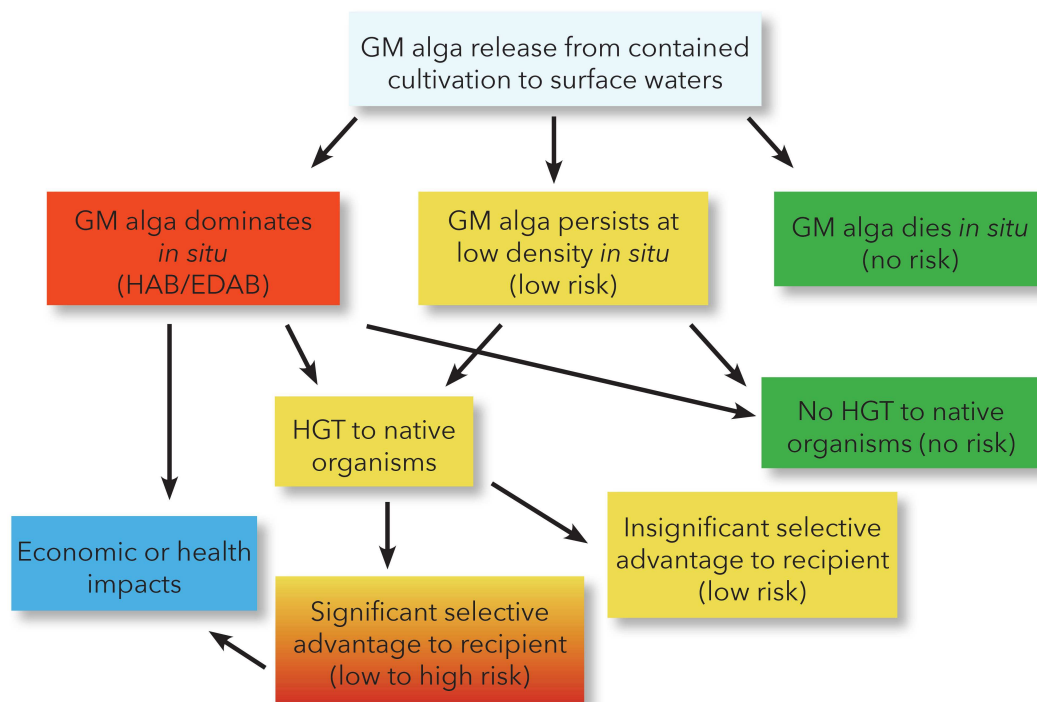 GM alga release from contained
cultivation to surface waters
GM alga dominates
in situ
(HAB/EDAB)
GM alga persists at
low density in situ
(low risk)
GM alga dies in situ
(no risk)
HGT to native
organisms
No HGT to native
organisms (no risk)
Economic or health
impacts
Significant selective
advantage to recipient
(low to high risk)
Insignificant selective
advantage to recipient
(low risk)